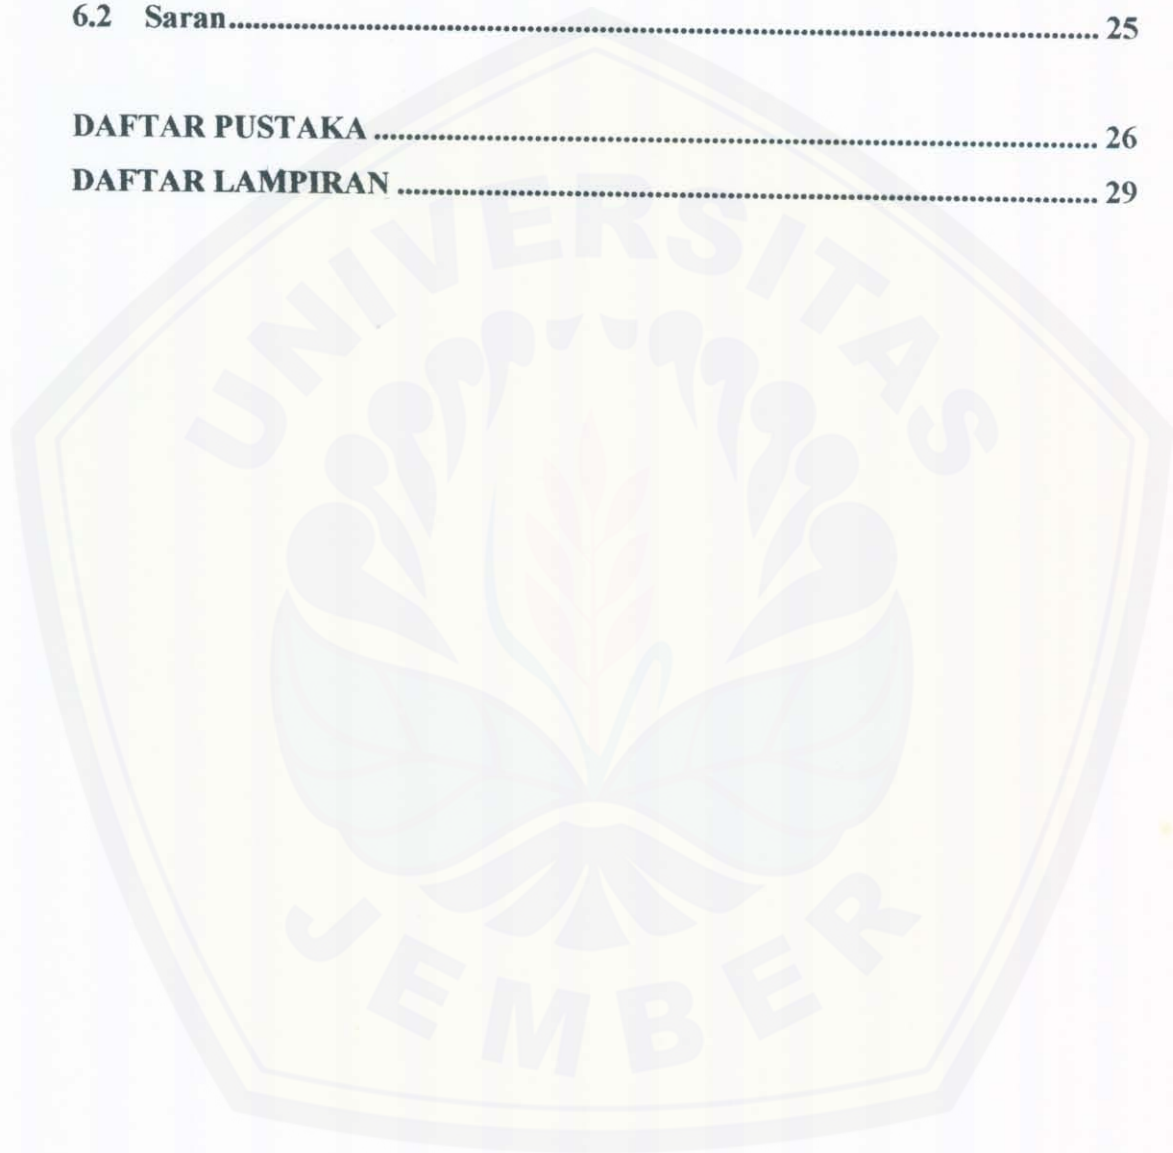 6.2 Saran........................................................................................................ 25
DAFTAR PUSTAKA ........................................................................................ 26
DAFTAR LAMPIRAN ..................................................................................... 29
UNIVERSITAS
JEMBER